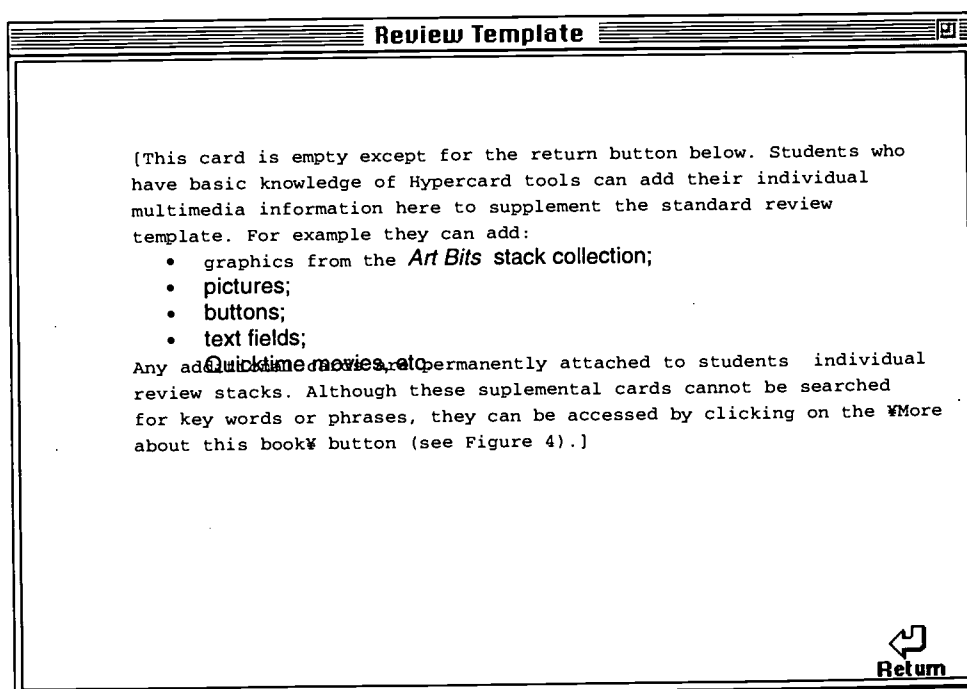 Review Template
[This card is empty except for the return button below. Students who
have basic knowledge of Hypercard tools can add their individual
multimedia information here to supplement the standard review
template. For example they can add:
• graphics from the Art Bits stack collection;
• pictures;
• buttons;
• text fields;
Quicktime movies, etc.
Any permanently attached to students individual
review stacks. Although these suplemental cards cannot be searched
for key words or phrases, they can be accessed by clicking on the ¥More
about this book¥ button (see Figure 4).]
Return